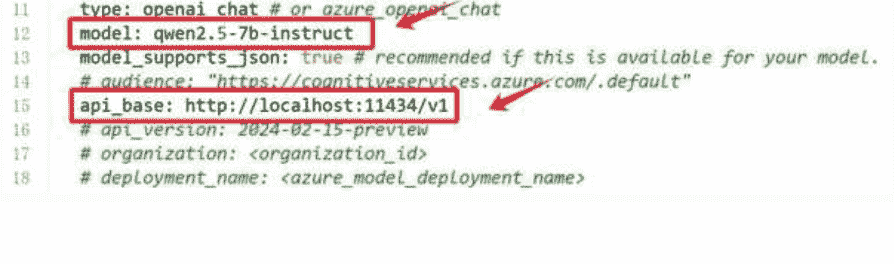 11 type: openai_chat # or azure_openai_chat
12 model: qwen2.5-7b-instruct
13 model_supports_json: true # recommended if this is available for your model.
14 # audience: "https://cognitiveservices.azure.com/.default"
15 api_base: http://localhost:11434/v1
16 # api_version: 2024-02-15-preview
17 # organization: <organization_id>
18 # deployment_name: <azure_model_deployment_name>